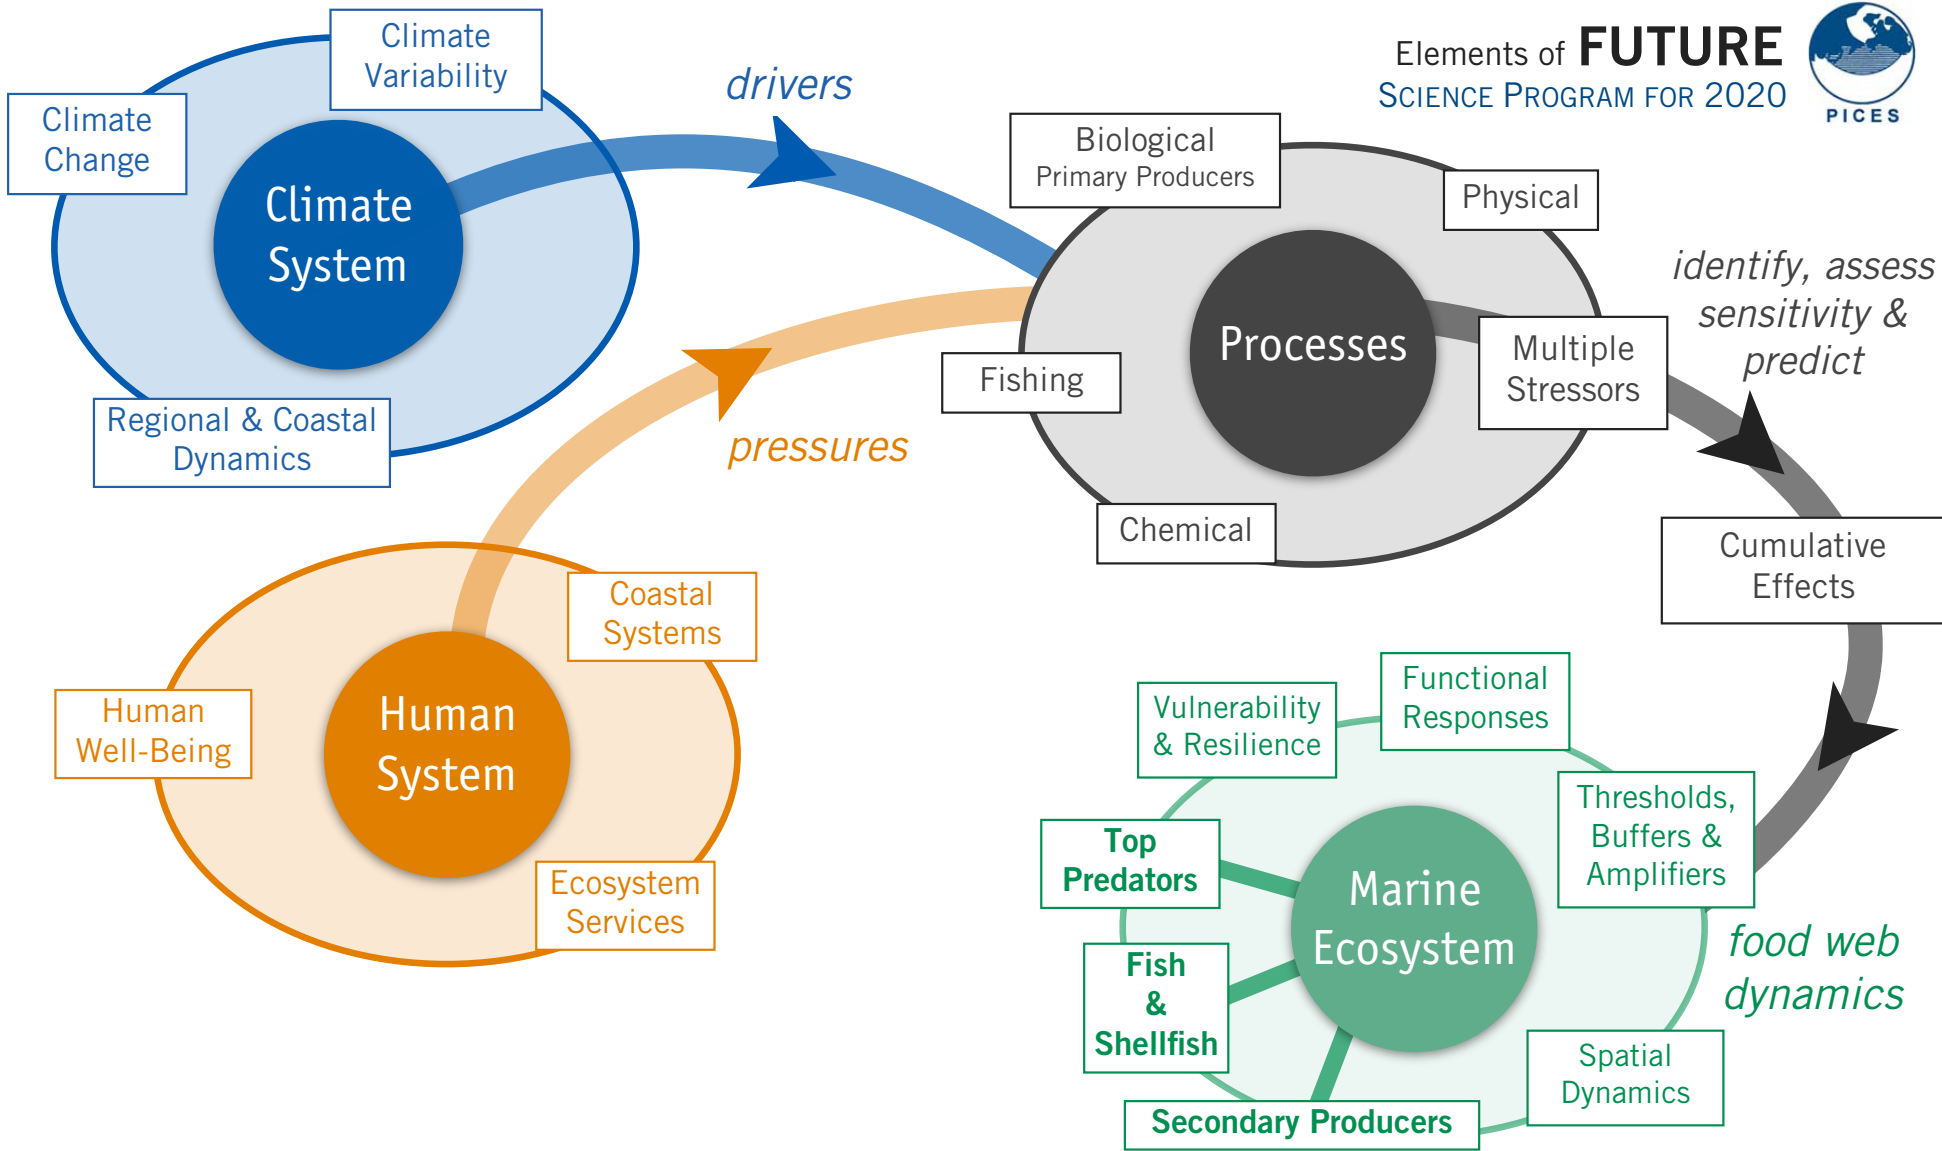 Elements of FUTURE
SCIENCE PROGRAM FOR 2020
PICES
Climate
Variability
Climate
Change
Climate
System
Regional & Coastal
Dynamics
drivers
pressures
Biological
Primary Producers
Physical
Processes
Multiple
Stressors
Fishing
Chemical
identify, assess
sensitivity &
predict
Cumulative
Effects
Coastal
Systems
Human
Well-Being
Human
System
Ecosystem
Services
Functional
Responses
Vulnerability
& Resilience
Thresholds,
Buffers &
Amplifiers
Top
Predators
Marine
Ecosystem
Fish
&
Shellfish
food web
dynamics
Spatial
Dynamics
Secondary Producers